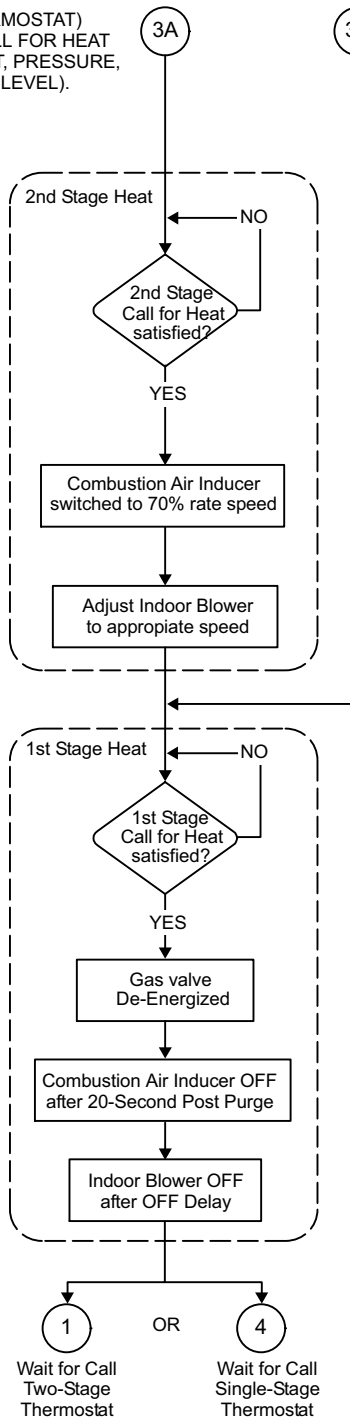 MOSTAT)
LL FOR HEAT
T, PRESSURE,
LEVEL).
3A
3
2nd Stage Heat
NO
2nd Stage
Call for Heat
satisfied?
YES
Combustion Air Inducer
switched to 70% rate speed
Adjust Indoor Blower
to appropiate speed
1st Stage Heat
NO
1st Stage
Call for Heat
satisfied?
YES
Gas valve
De-Energized
Combustion Air Inducer OFF
after 20-Second Post Purge
Indoor Blower OFF
after OFF Delay
1
OR
4
Wait for Call
Two-Stage
Thermostat
Wait for Call
Single-Stage
Thermostat